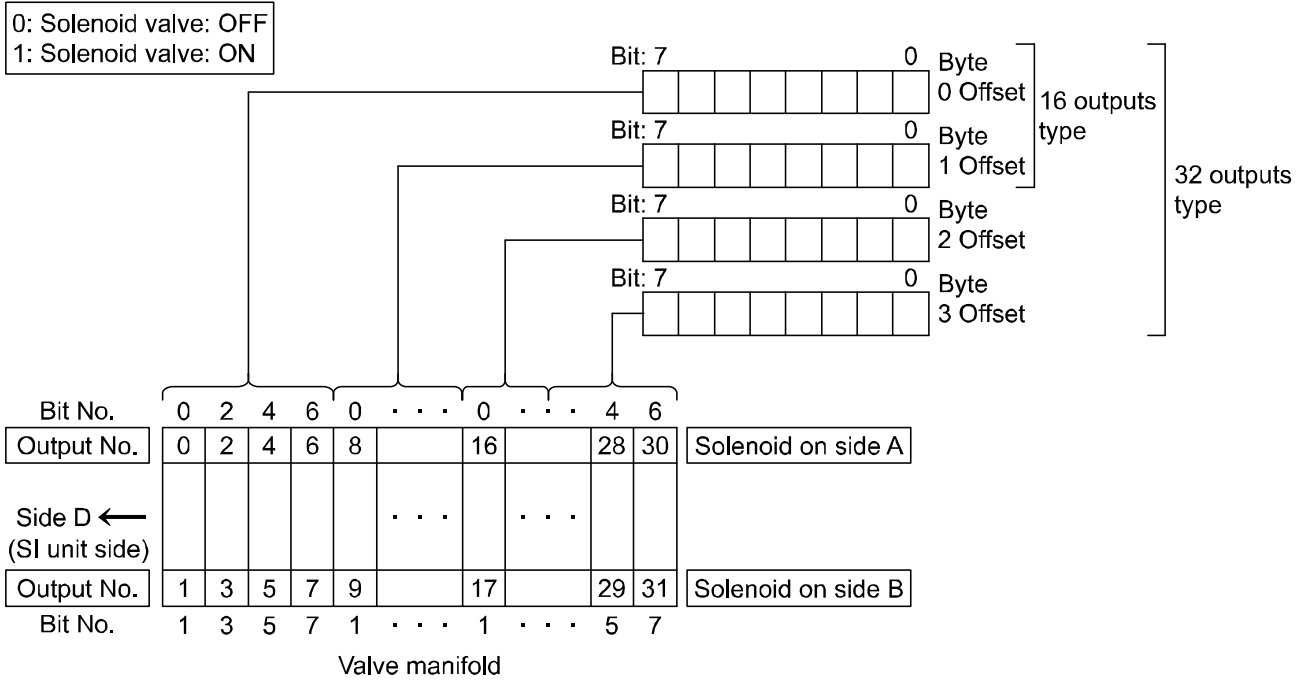 0: Solenoid valve: OFF
1: Solenoid valve: ON
Bit: 7 0 Byte
0 Offset
Bit: 7 0 Byte
1 Offset
16 outputs
type
Bit: 7 0 Byte
2 Offset
Bit: 7 0 Byte
3 Offset
32 outputs
type
Bit No. 0 2 4 6 0 · · · 0 · · · 4 6
Output No. 0 2 4 6 8 16 28 30 Solenoid on side A
Side D ← · · · · · ·
(SI unit side)
Output No. 1 3 5 7 9 17 29 31 Solenoid on side B
Bit No. 1 3 5 7 1 · · · 1 · · · 5 7
Valve manifold